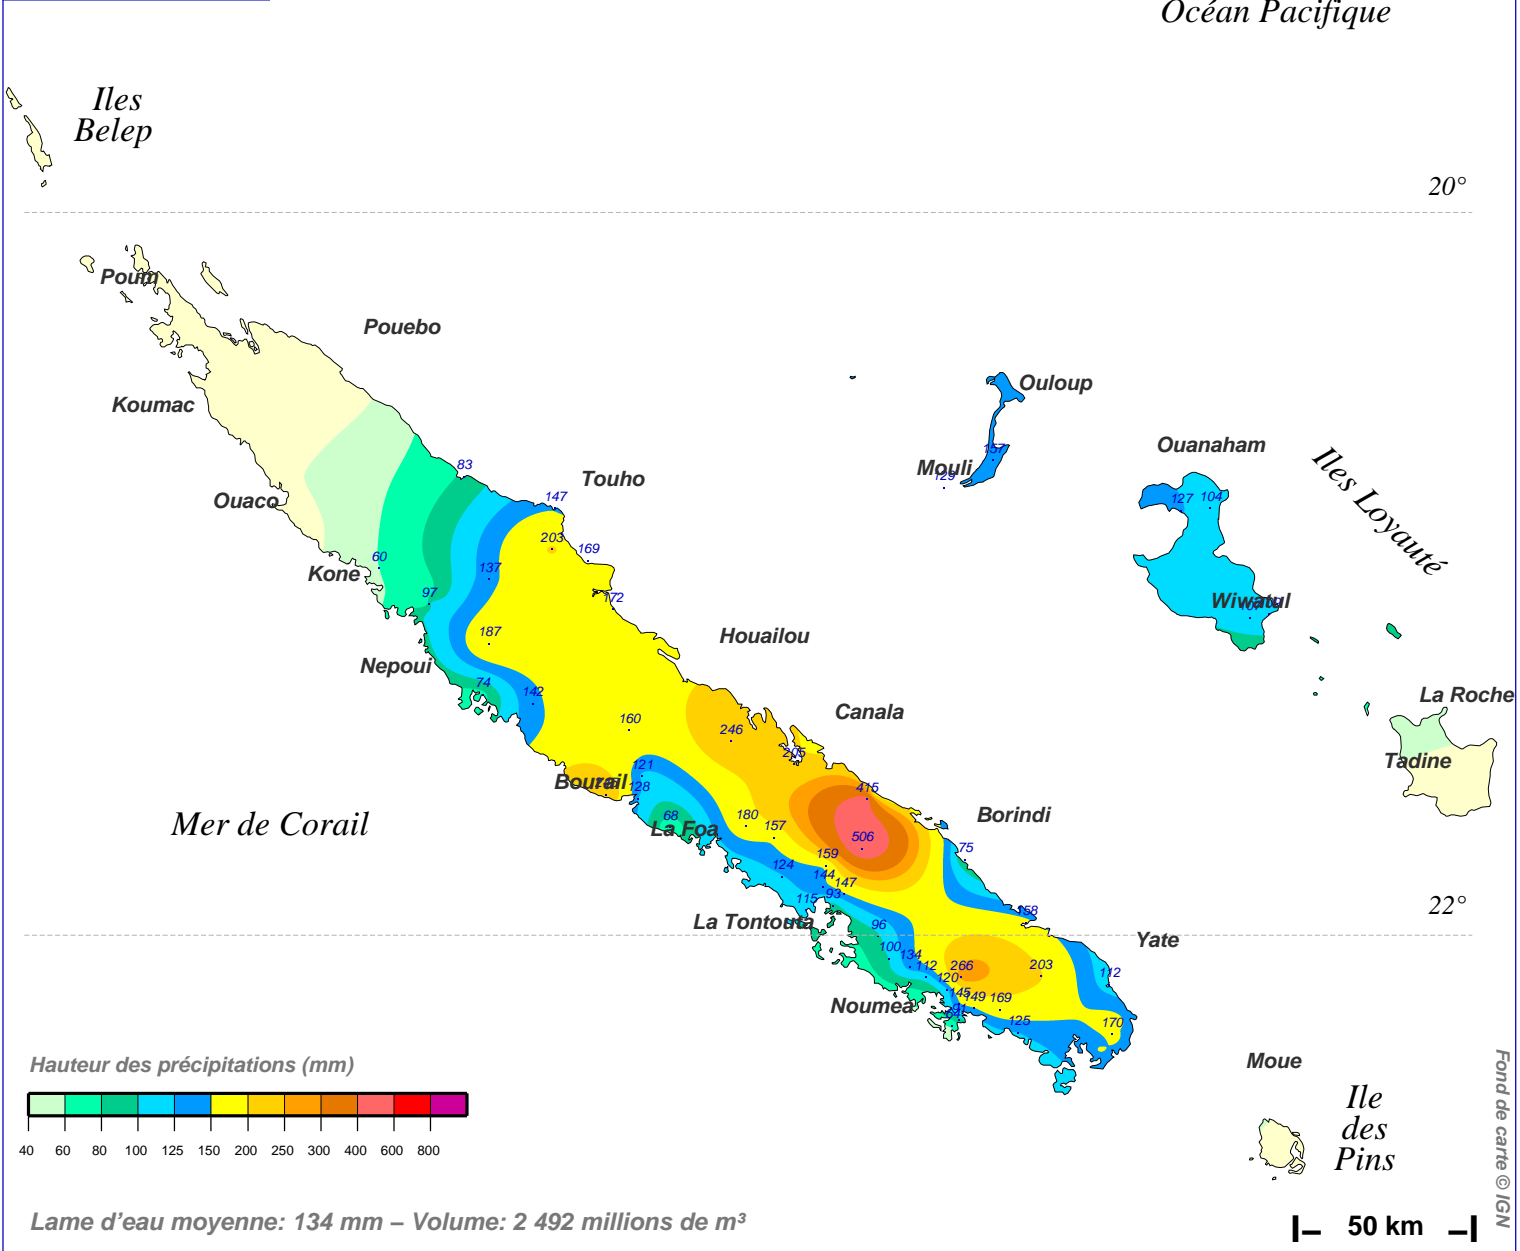 Océan Pacifique
Iles
Belep
20°
Poum
Pouebo
Ouloup
Koumac
Ouanaham
Iles Loyauté
83
Touho
157
Mouli
129
147
127
104
Ouaco
203
169
60
Kone
137
97
172
Wiwatul
187
Houailou
Nepoui
74
142
La Roche
160
Canala
246
205
Tadine
121
Bourail
128
415
68
La Foa
180
157
506
Borindi
Mer de Corail
75
159
124
144
147
93
115
158
22°
La Tontouta
96
Yate
100
134
112
266
203
112
120
145
149
169
Noumea
91
125
170
Moue
Hauteur des précipitations (mm)
40 60 80 100 125 150 200 250 300 400 600 800
Ile
des
Pins
Fond de carte © IGN
Lame d'eau moyenne: 134 mm – Volume: 2 492 millions de m³
50 km